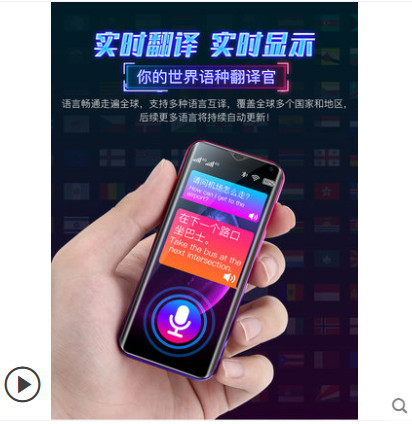 实时翻译 实时显示
你的世界语种翻译官
语言畅通走遍全球，支持多种语言互译，覆盖全球多个国家和地区，
后续更多语言将持续自动更新！
请问机场怎么走？
How can I get to the
airport?
在下一个路口
坐巴士。
Take the bus at the
next intersection.